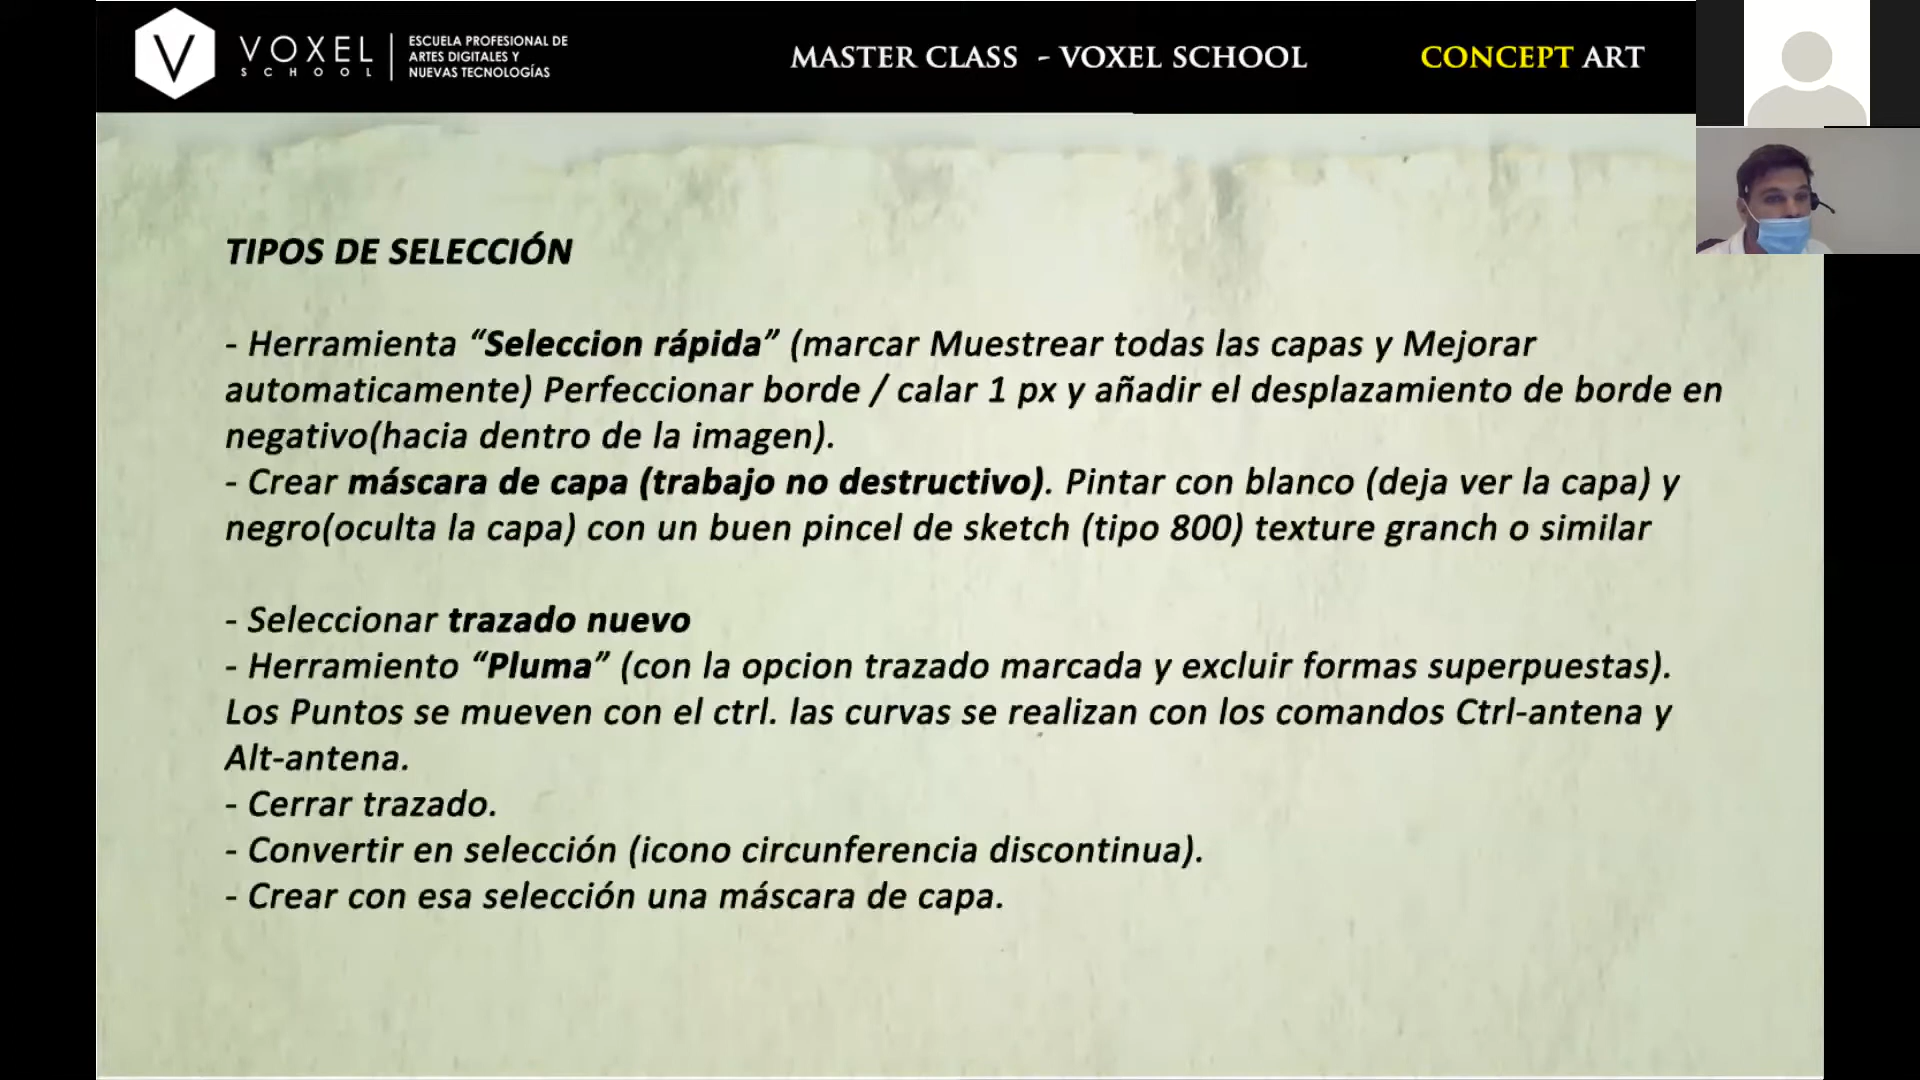 VOXEL
SCHOOL
ESCUELA PROFESIONAL DE
ARTES DIGITALES Y
NUEVAS TECNOLOGÍAS
MASTER CLASS - VOXEL SCHOOL
CONCEPT ART
TIPOS DE SELECCIÓN
- Herramienta “Seleccion rápida” (marcar Muestrear todas las capas y Mejorar
automaticamente) Perfeccionar borde / calar 1 px y añadir el desplazamiento de borde en
negativo(hacia dentro de la imagen).
- Crear máscara de capa (trabajo no destructivo). Pintar con blanco (deja ver la capa) y
negro(oculta la capa) con un buen pincel de sketch (tipo 800) texture granch o similar
- Seleccionar trazado nuevo
- Herramiento “Pluma” (con la opcion trazado marcada y excluir formas superpuestas).
Los Puntos se mueven con el ctrl. las curvas se realizan con los comandos Ctrl-antena y
Alt-antena.
- Cerrar trazado.
- Convertir en selección (icono circunferencia discontinua).
- Crear con esa selección una máscara de capa.